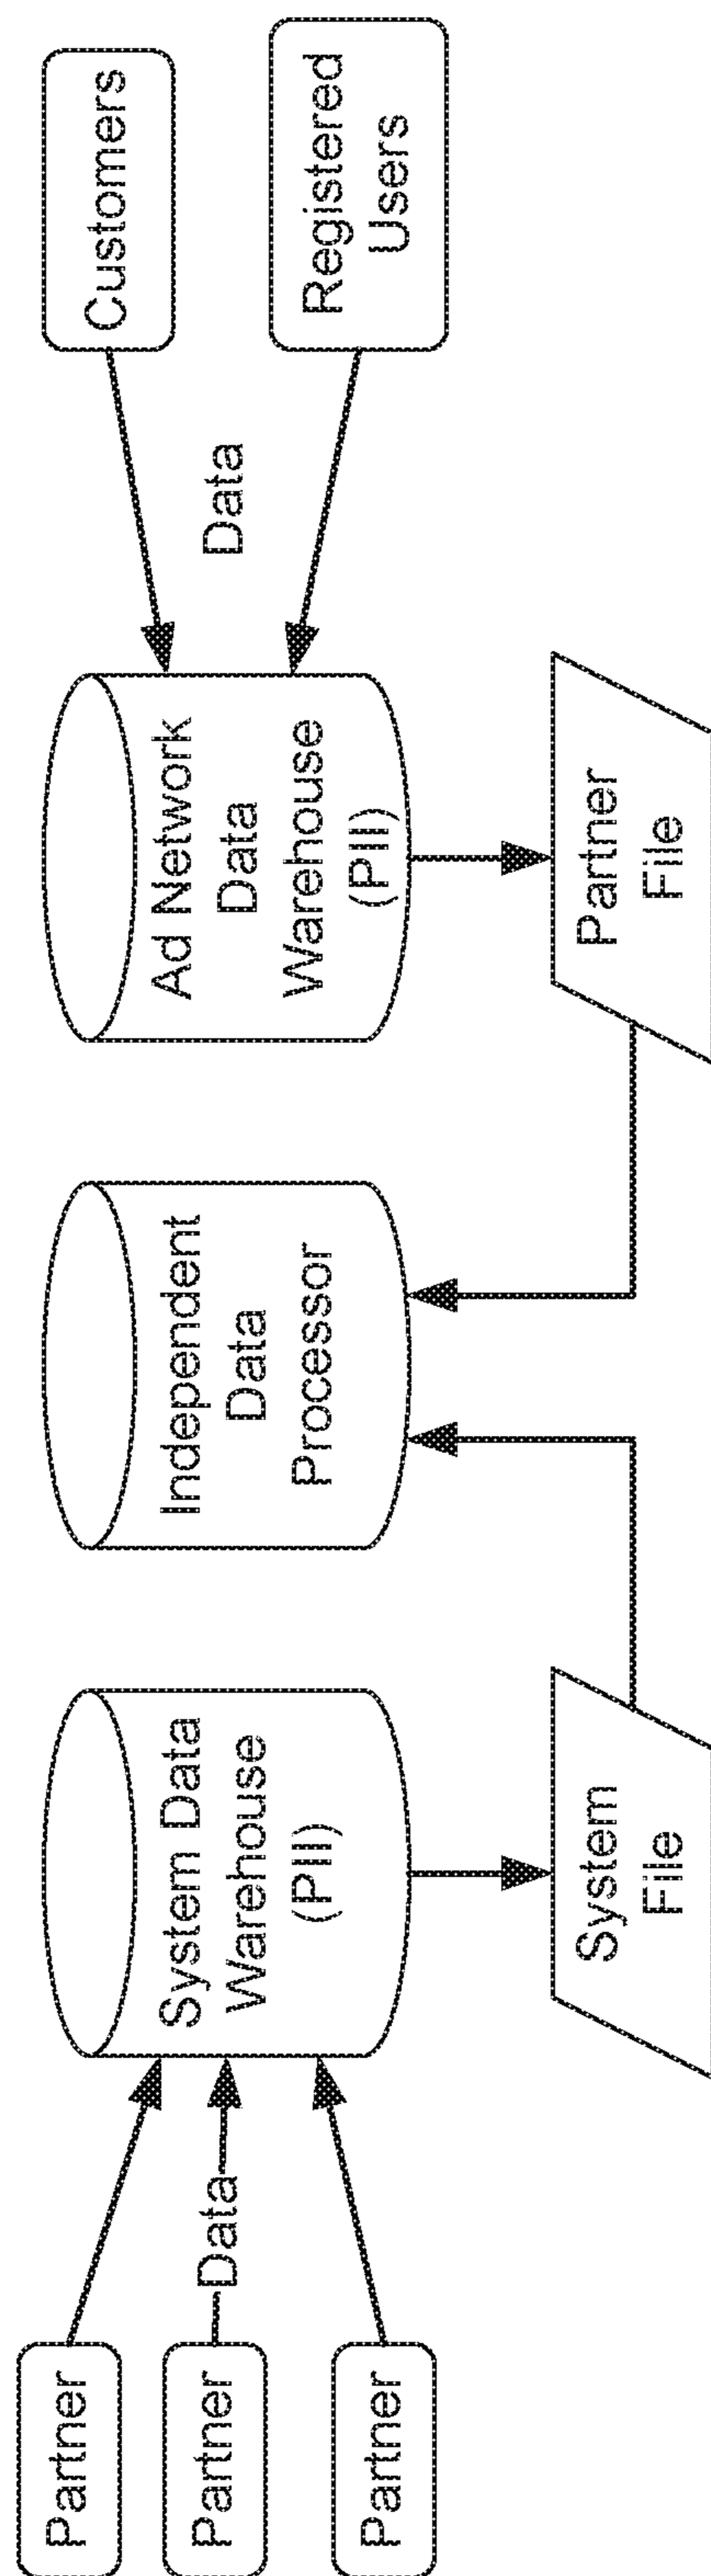 Partner
Partner
Partner
Data
System Data
Warehouse
(PII)
System
File
Independent
Data
Processor
Ad Network
Data
Warehouse
(PII)
Partner
File
Data
Customers
Registered
Users